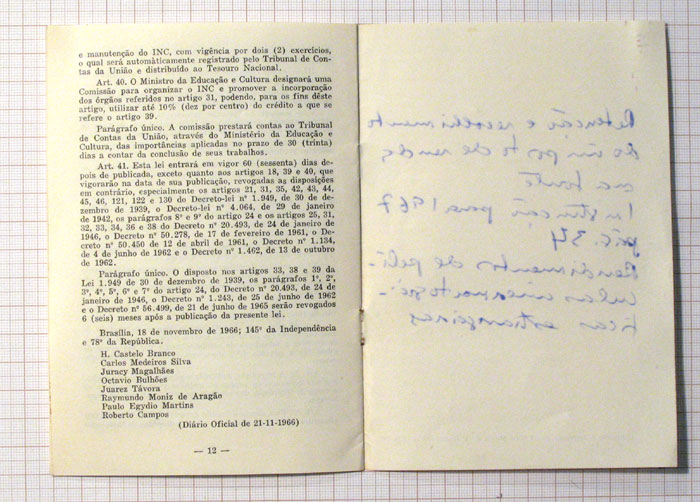 e manutenção do INC, com vigência por dois (2) exercícios,
o qual será automàticamente registrado pelo Tribunal de Con-
tas da União e distribuído ao Tesouro Nacional.
Art. 40. O Ministro da Educação e Cultura designará uma
Comissão para organizar o INC e promover a incorporação
dos órgãos referidos no artigo 31, podendo, para os fins dêste
artigo, utilizar até 10% (dez por cento) do crédito a que se
refere o artigo 39.
Parágrafo único. A comissão prestará contas ao Tribunal
de Contas da União, através do Ministério da Educação e
Cultura, das importâncias aplicadas no prazo de 30 (trinta)
dias a contar da conclusão de seus trabalhos.
Art. 41. Esta lei entrará em vigor 60 (sessenta) dias de-
pois de publicada, exceto quanto aos artigos 18, 39 e 40, que
vigorarão na data de sua publicação, revogadas as disposições
em contrário, especialmente os artigos 21, 31, 35, 42, 43, 44,
45, 46, 121, 122 e 130 do Decreto-lei nº 1.949, de 30 de de-
zembro de 1939, o Decreto-lei nº 4.064, de 29 de janeiro
de 1942, os parágrafos 8º e 9º do artigo 24 e os artigos 25, 31,
32, 33, 34, 36 e 38 do Decreto nº 20.493, de 24 de janeiro de
1946, o Decreto nº 50.278, de 17 de fevereiro de 1961, o De-
creto nº 50.450 de 12 de abril de 1961, o Decreto nº 1.134,
de 4 de junho de 1962 e o Decreto nº 1.462, de 13 de outubro
de 1962.
Parágrafo único. O disposto nos artigos 33, 38 e 39 da
Lei 1.949 de 30 de dezembro de 1939, os parágrafos 1º, 2º,
3º, 4º, 5º, 6º e 7º do artigo 24, do Decreto nº 20.493, de 24 de
janeiro de 1946, o Decreto nº 1.243, de 25 de junho de 1962
e o Decreto nº 56.499, de 21 de junho de 1965 serão revogados
6 (seis) meses após a publicação da presente lei.
Brasília, 18 de novembro de 1966; 145º da Independência
e 78º da República.
H. Castelo Branco
Carlos Medeiros Silva
Juracy Magalhães
Octavio Bulhões
Juarez Távora
Raymundo Moniz de Aragão
Paulo Egydio Martins
Roberto Campos
(Diário Oficial de 21-11-1966)
— 12 —
Retenção e recolhimento
do imposto de renda
na fonte
Instrução para 1967
pág. 34
Rendimentos de pelí-
culas cinematográ-
ficas estrangeiras